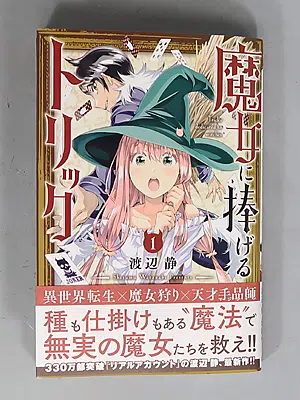 魔女に捧げる
トリック
1
渡辺 静
Shizumu Watanabe Presents
異世界転生×魔女狩り×天才手品師
種も仕掛けもある〝魔法〟で
無実の魔女たちを救え!!
330万部突破『リアルアカウント』の渡辺 静、最新作!!